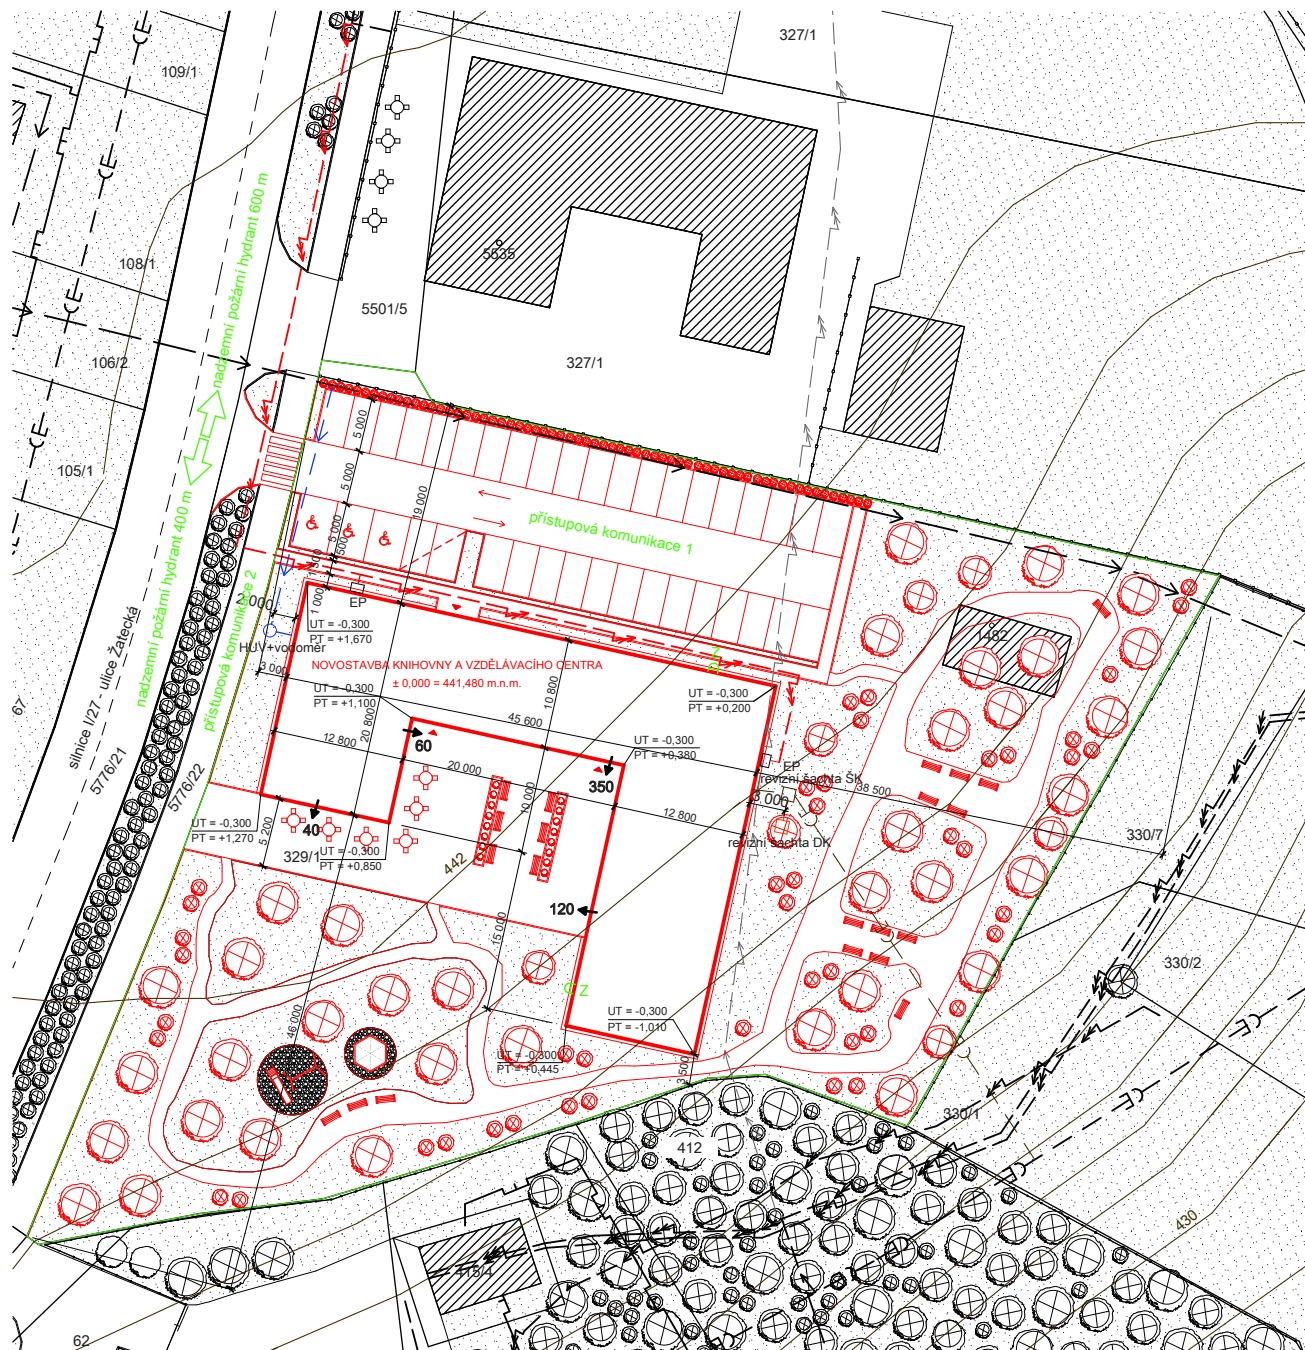 327/1
109/1
nadzemní požární hydrant 600 m
108/1
5535
5501/5
106/2
327/1
105/1
5 000
5 000
19 000
přístupová komunikace 1
nadzemní požární hydrant 400 m
5 000
500
přístupová komunikace 2
2 000
1 000
EP
UT = -0,300
PT = +1,670
HUV+vodoměr
1482
silnice I/27- ulice Žatecká
67
5776/21
5776/22
3 000
NOVOSTAVBA KNIHOVNY A VZDĚLÁVACÍHO CENTRA
± 0,000 = 441,480 m.n.m.
Z
UT = -0,300
PT = +1,100
10 800
UT = -0,300
PT = +0,200
20 800
45 600
12 800
60
UT = -0,300
PT = +0,380
20 000
350
EP
revizní šachta ŠK
38 500
3 000
10 000
12 800
UT = -0,300
PT = +1,270
5 200
40
329/1
UT = -0,300
PT = +0,850
442
revizní šachta DK
330/7
120
15 000
330/2
Z
46 000
UT = -0,300
PT = -1,010
UT = -0,300
PT = +0,445
3 500
330/1
412
430
415/4
62